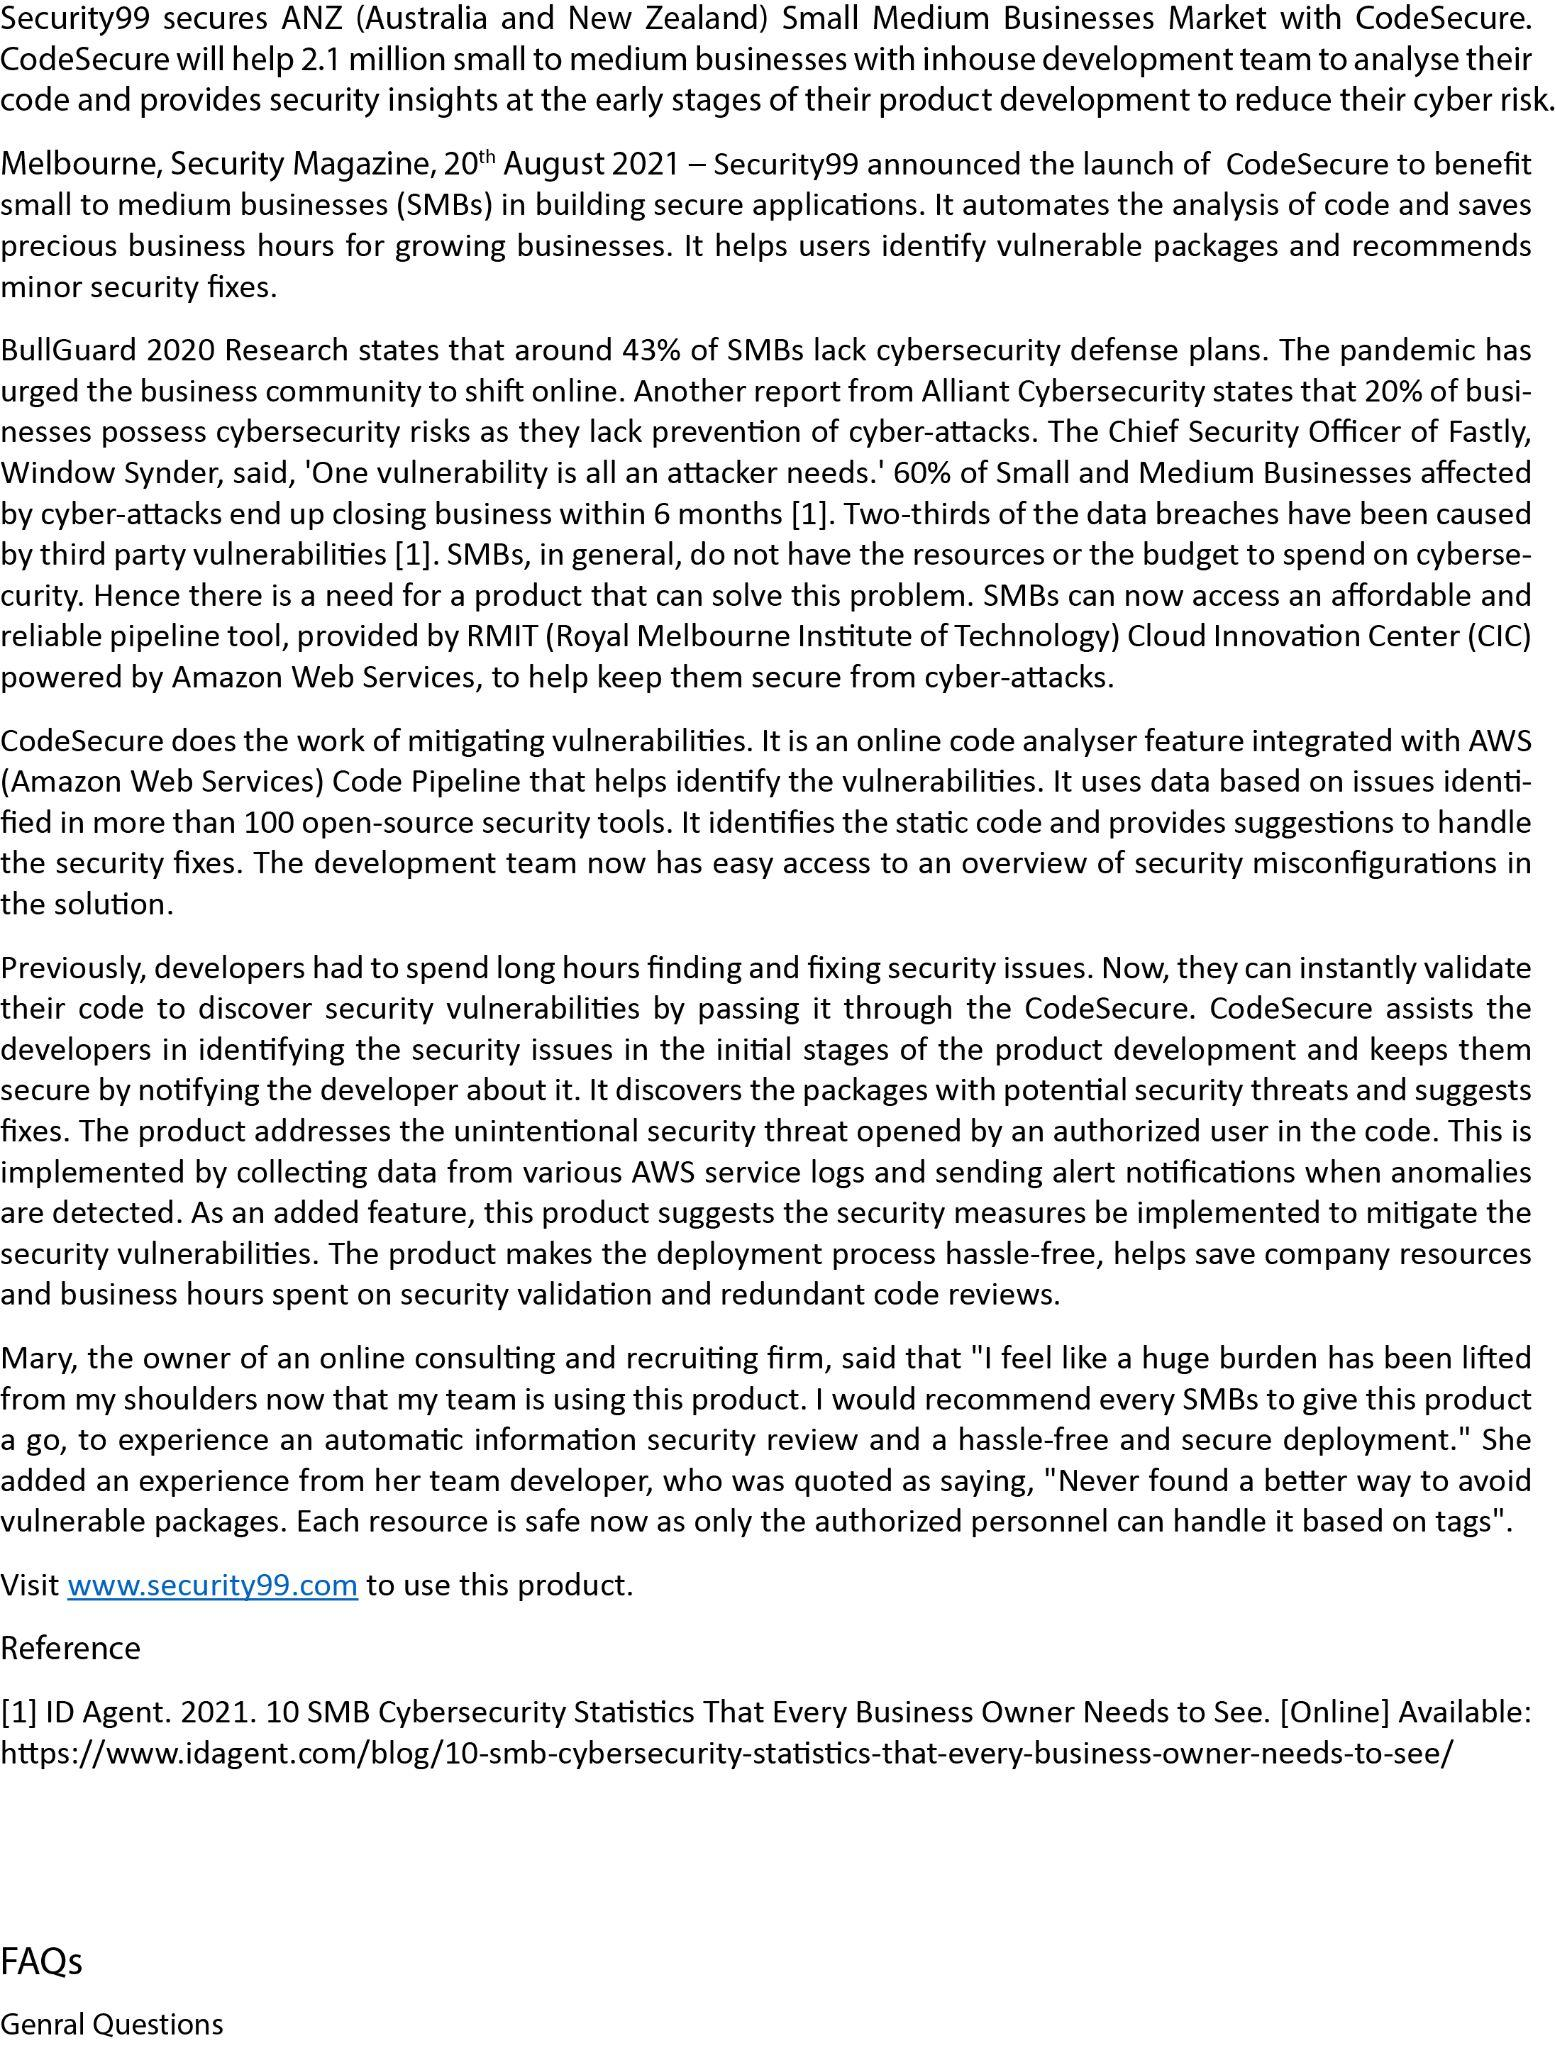 Security99 secures ANZ (Australia and New Zealand) Small Medium Businesses Market with CodeSecure.
CodeSecure will help 2.1 million small to medium businesses with inhouse development team to analyse their
code and provides security insights at the early stages of their product development to reduce their cyber risk.
Melbourne, Security Magazine, 20th August 2021 – Security99 announced the launch of  CodeSecure to benefit
small to medium businesses (SMBs) in building secure applications. It automates the analysis of code and saves
precious business hours for growing businesses. It helps users identify vulnerable packages and recommends
minor security fixes.
BullGuard 2020 Research states that around 43% of SMBs lack cybersecurity defense plans. The pandemic has
urged the business community to shift online. Another report from Alliant Cybersecurity states that 20% of busi-
nesses possess cybersecurity risks as they lack prevention of cyber-attacks. The Chief Security Officer of Fastly,
Window Synder, said, 'One vulnerability is all an attacker needs.' 60% of Small and Medium Businesses affected
by cyber-attacks end up closing business within 6 months [1]. Two-thirds of the data breaches have been caused
by third party vulnerabilities [1]. SMBs, in general, do not have the resources or the budget to spend on cyberse-
curity. Hence there is a need for a product that can solve this problem. SMBs can now access an affordable and
reliable pipeline tool, provided by RMIT (Royal Melbourne Institute of Technology) Cloud Innovation Center (CIC)
powered by Amazon Web Services, to help keep them secure from cyber-attacks.
CodeSecure does the work of mitigating vulnerabilities. It is an online code analyser feature integrated with AWS
(Amazon Web Services) Code Pipeline that helps identify the vulnerabilities. It uses data based on issues identi-
fied in more than 100 open-source security tools. It identifies the static code and provides suggestions to handle
the security fixes. The development team now has easy access to an overview of security misconfigurations in
the solution.
Previously, developers had to spend long hours finding and fixing security issues. Now, they can instantly validate
their code to discover security vulnerabilities by passing it through the CodeSecure. CodeSecure assists the
developers in identifying the security issues in the initial stages of the product development and keeps them
secure by notifying the developer about it. It discovers the packages with potential security threats and suggests
fixes. The product addresses the unintentional security threat opened by an authorized user in the code. This is
implemented by collecting data from various AWS service logs and sending alert notifications when anomalies
are detected. As an added feature, this product suggests the security measures be implemented to mitigate the
security vulnerabilities. The product makes the deployment process hassle-free, helps save company resources
and business hours spent on security validation and redundant code reviews.
Mary, the owner of an online consulting and recruiting firm, said that "I feel like a huge burden has been lifted
from my shoulders now that my team is using this product. I would recommend every SMBs to give this product
a go, to experience an automatic information security review and a hassle-free and secure deployment." She
added an experience from her team developer, who was quoted as saying, "Never found a better way to avoid
vulnerable packages. Each resource is safe now as only the authorized personnel can handle it based on tags".
Visit www.security99.com to use this product.
Reference
[1] ID Agent. 2021. 10 SMB Cybersecurity Statistics That Every Business Owner Needs to See. [Online] Available:
https://www.idagent.com/blog/10-smb-cybersecurity-statistics-that-every-business-owner-needs-to-see/
FAQs
Genral Questions